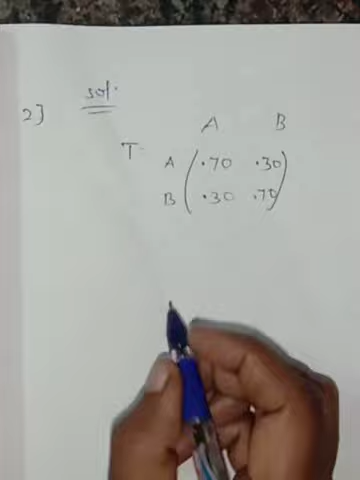 2] sol.
A B
T = A ( .70 .30 )
B ( .30 .70 )